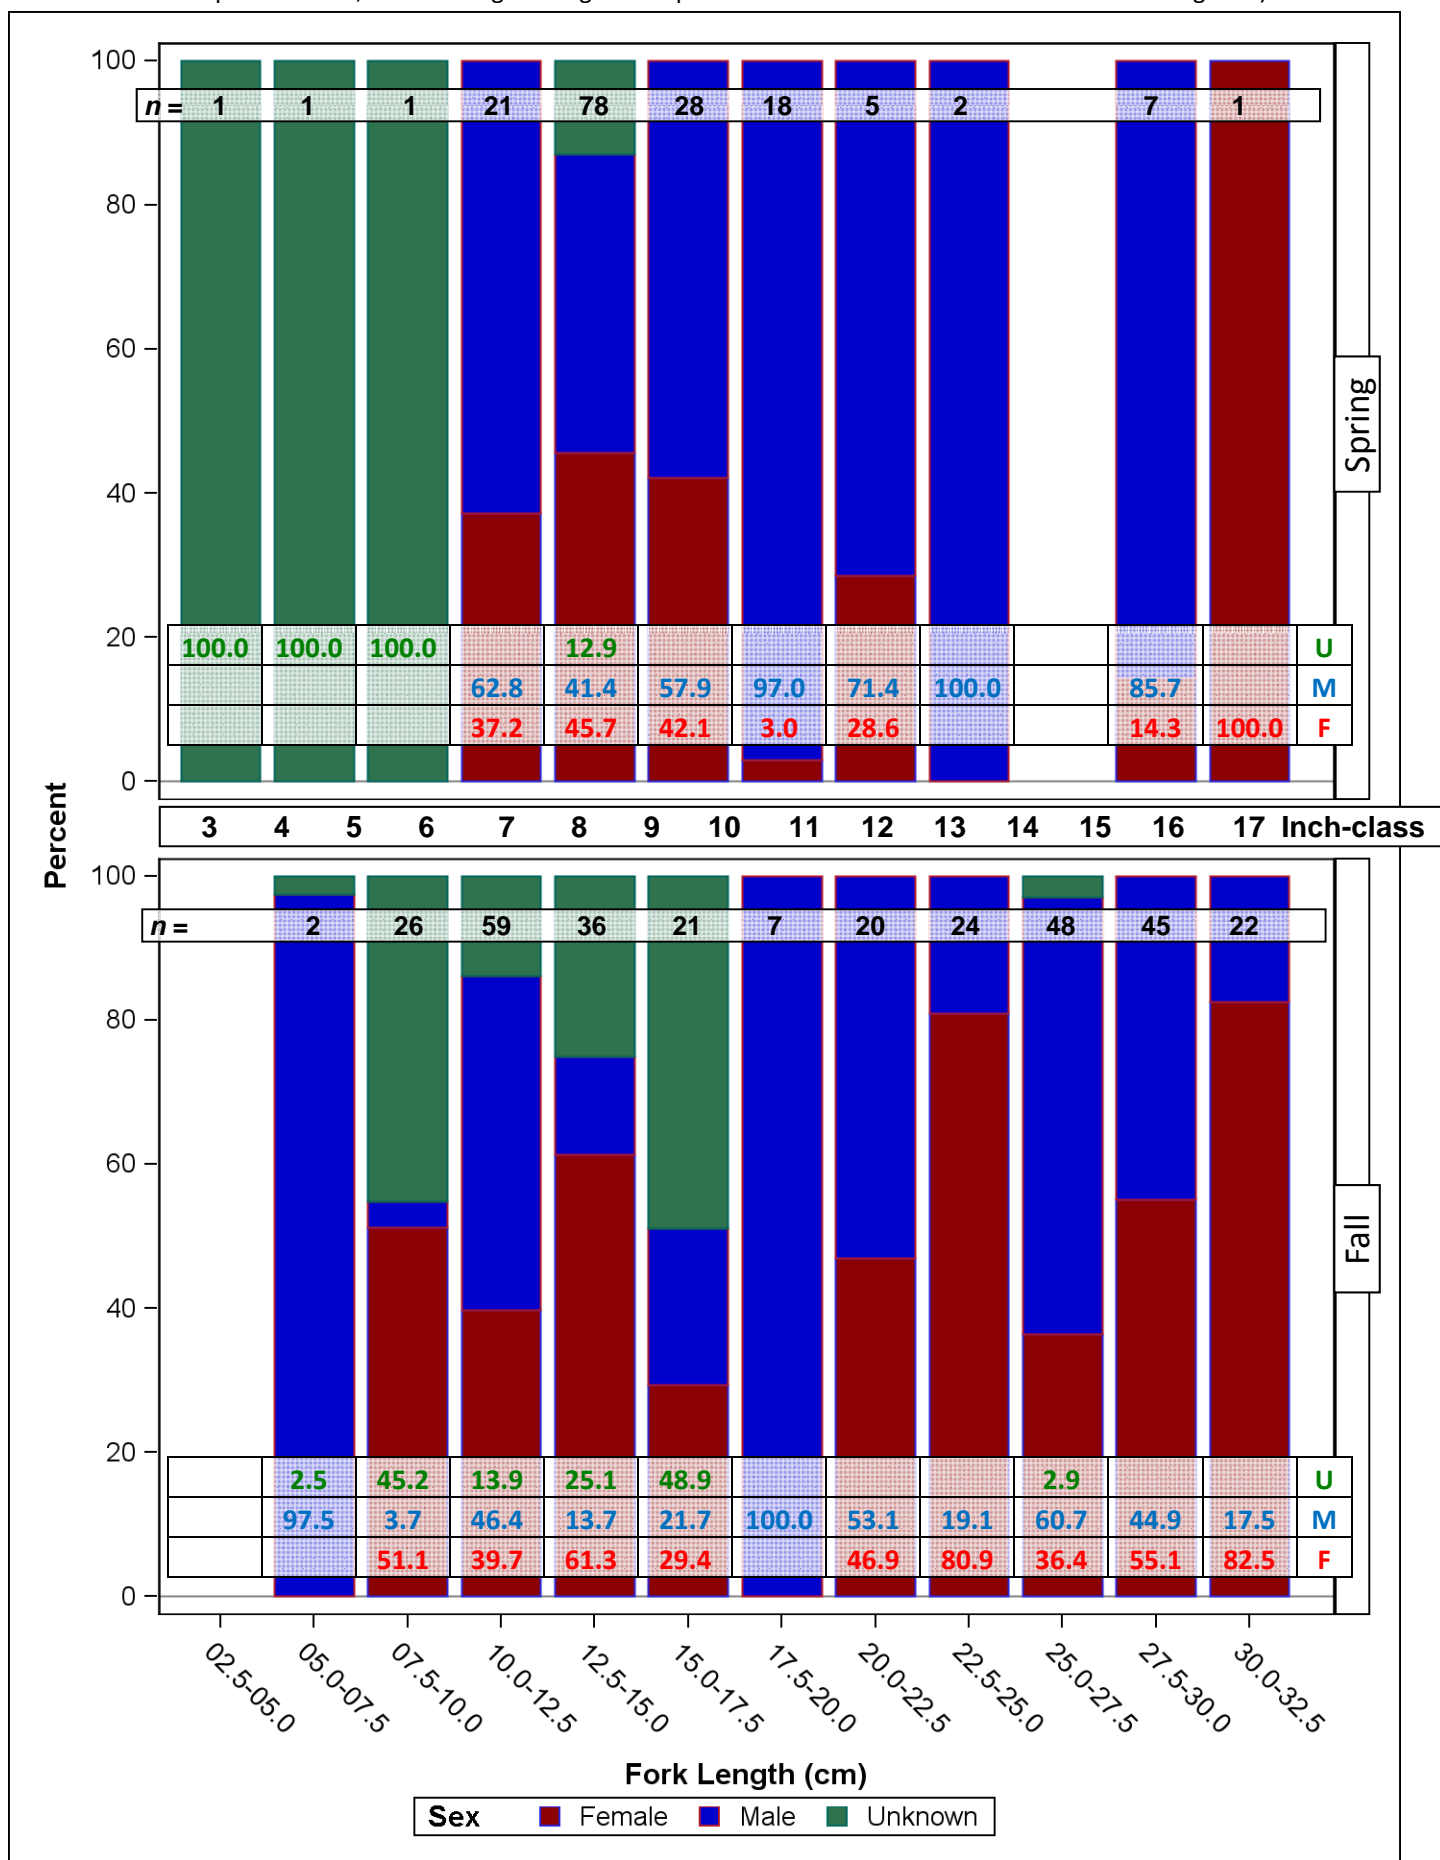 100
n = 1 1 1 21 78 28 18 5 2 7 1
80
60
Spring
40
20
100.0 100.0 100.0 12.9 U
62.8 41.4 57.9 97.0 71.4 100.0 85.7 M
37.2 45.7 42.1 3.0 28.6 14.3 100.0 F
0
3 4 5 6 7 8 9 10 11 12 13 14 15 16 17 Inch-class
Percent
100
n = 2 26 59 36 21 7 20 24 48 45 22
80
60
Fall
40
20
2.5 45.2 13.9 25.1 48.9 2.9 U
97.5 3.7 46.4 13.7 21.7 100.0 53.1 19.1 60.7 44.9 17.5 M
51.1 39.7 61.3 29.4 46.9 80.9 36.4 55.1 82.5 F
0
02.5-05.0 05.0-07.5 07.5-10.0 10.0-12.5 12.5-15.0 15.0-17.5 17.5-20.0 20.0-22.5 22.5-25.0 25.0-27.5 27.5-30.0 30.0-32.5
Fork Length (cm)
Sex Female Male Unknown